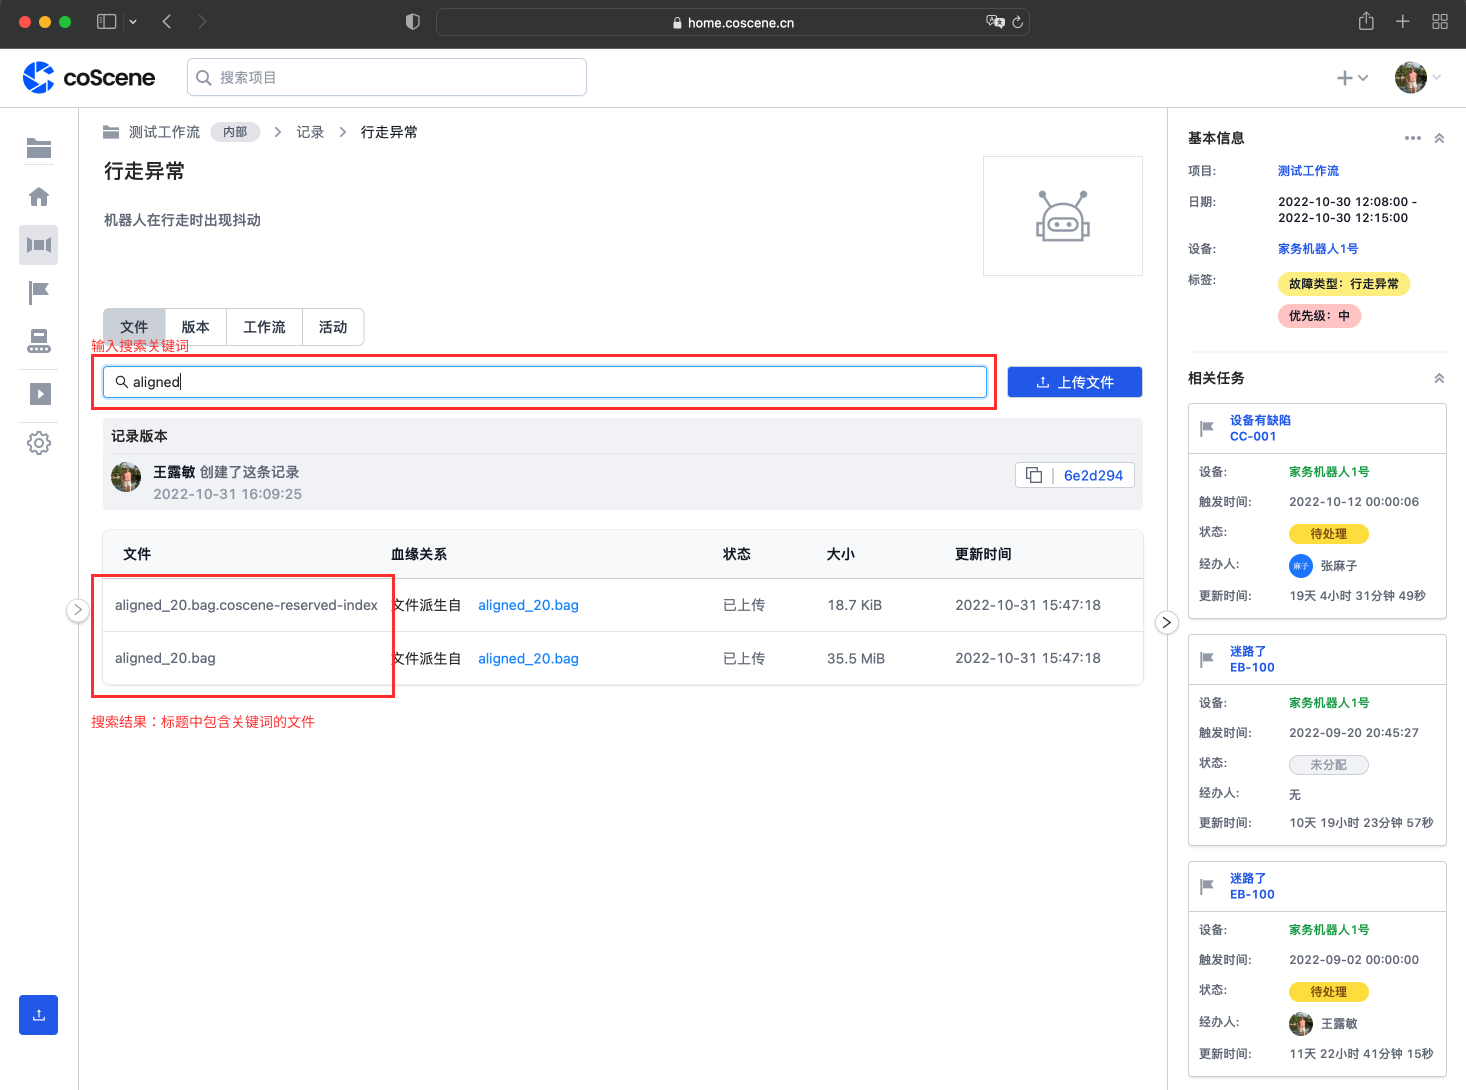 home.coscene.cn
coScene
搜索项目
测试工作流 内部 > 记录 > 行走异常
行走异常
机器人在行走时出现抖动
文件 版本 工作流 活动
输入搜索关键词
aligned
上传文件
记录版本
王露敏 创建了这条记录
2022-10-31 16:09:25
6e2d294
文件 血缘关系 状态 大小 更新时间
aligned_20.bag.coscene-reserved-index 文件派生自 aligned_20.bag 已上传 18.7 KiB 2022-10-31 15:47:18
aligned_20.bag 文件派生自 aligned_20.bag 已上传 35.5 MiB 2022-10-31 15:47:18
搜索结果：标题中包含关键词的文件
基本信息
项目: 测试工作流
日期: 2022-10-30 12:08:00 -
2022-10-30 12:15:00
设备: 家务机器人1号
标签: 故障类型：行走异常
优先级：中
相关任务
设备有缺陷
CC-001
设备: 家务机器人1号
触发时间: 2022-10-12 00:00:06
状态: 待处理
经办人: 麻子 张麻子
更新时间: 19天 4小时 31分钟 49秒
迷路了
EB-100
设备: 家务机器人1号
触发时间: 2022-09-20 20:45:27
状态: 未分配
经办人: 无
更新时间: 10天 19小时 23分钟 57秒
迷路了
EB-100
设备: 家务机器人1号
触发时间: 2022-09-02 00:00:00
状态: 待处理
经办人: 王露敏
更新时间: 11天 22小时 41分钟 15秒